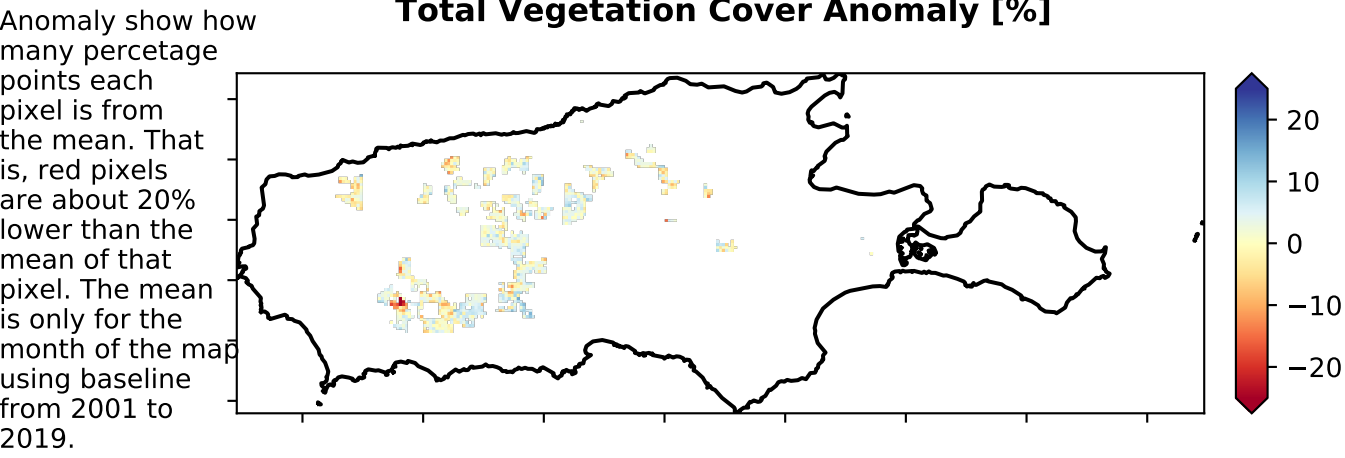 Total Vegetation Cover Anomaly [%]
Anomaly show how
many percetage
points each
pixel is from
the mean. That
is, red pixels
are about 20%
lower than the
mean of that
pixel. The mean
is only for the
month of the map
using baseline
from 2001 to
2019.
20
10
0
−10
−20